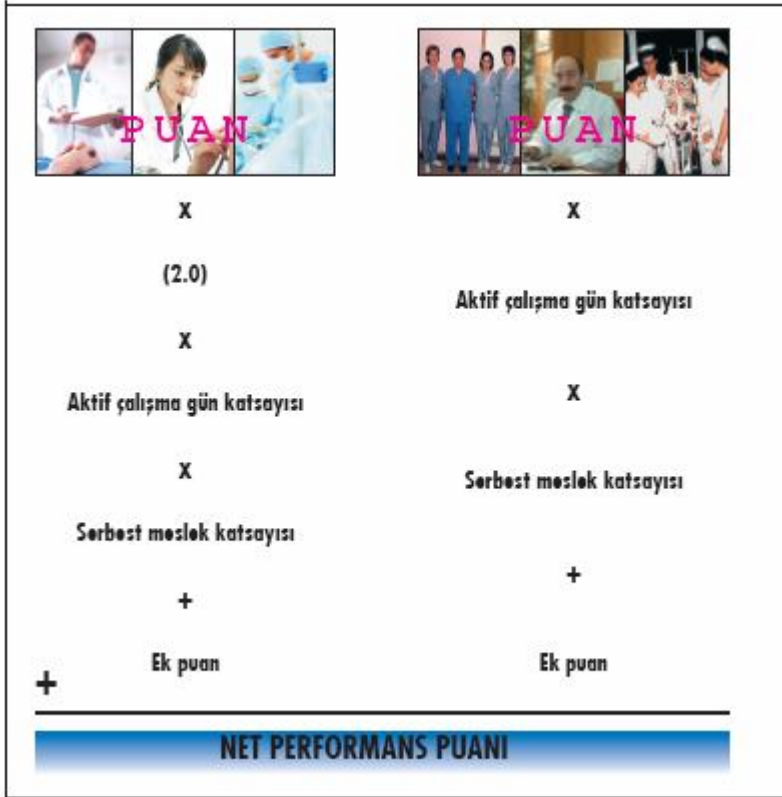 PUAN
X
(2.0)
X
Aktif çalışma gün katsayısı
X
Serbest meslek katsayısı
+
Ek puan
PUAN
X
Aktif çalışma gün katsayısı
X
Serbest meslek katsayısı
+
Ek puan
+
NET PERFORMANS PUANI